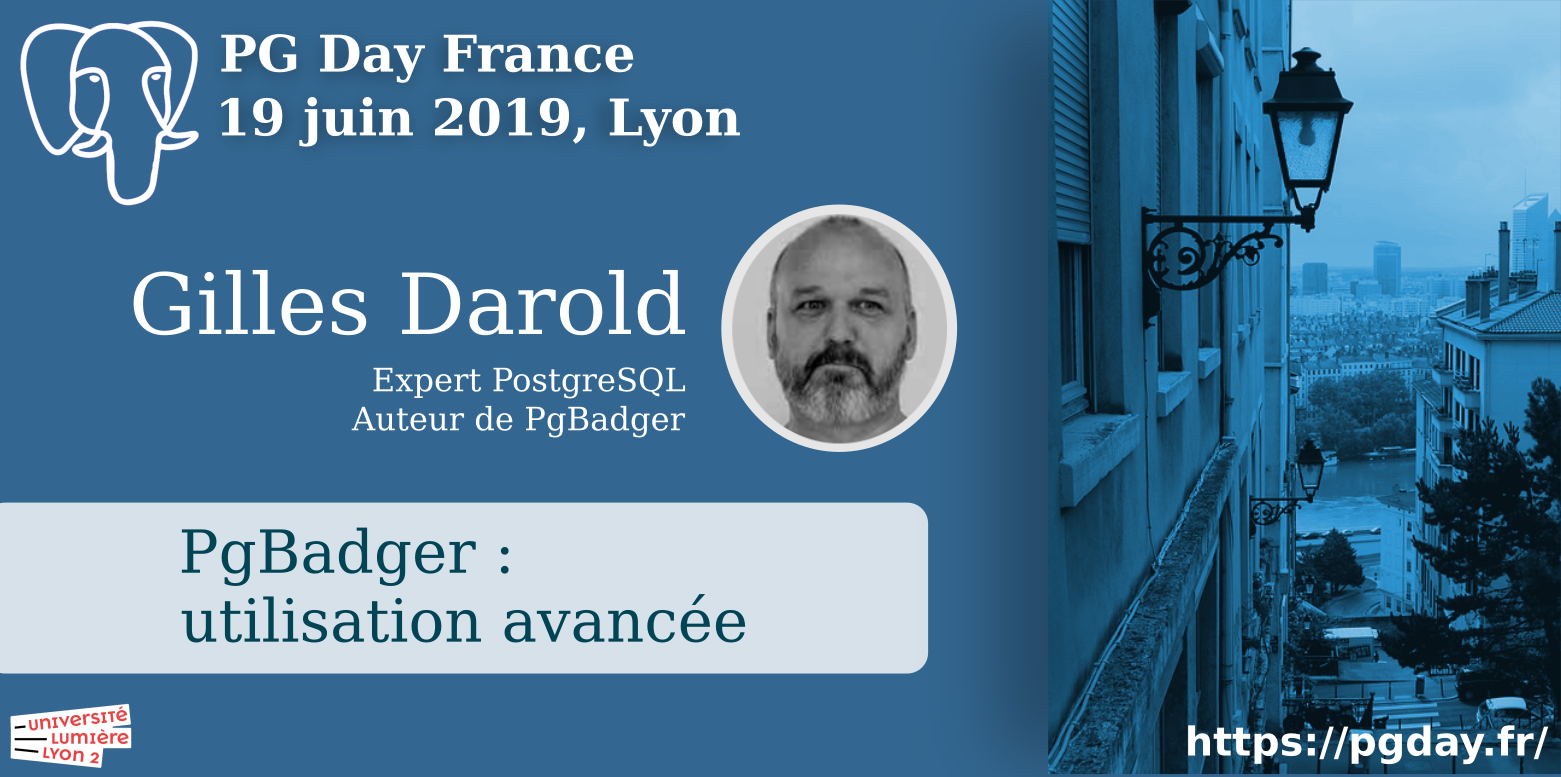 PG Day France
19 juin 2019, Lyon
Gilles Darold
Expert PostgreSQL
Auteur de PgBadger
PgBadger :
utilisation avancée
université
Lumière
Lyon 2
https://pgday.fr/